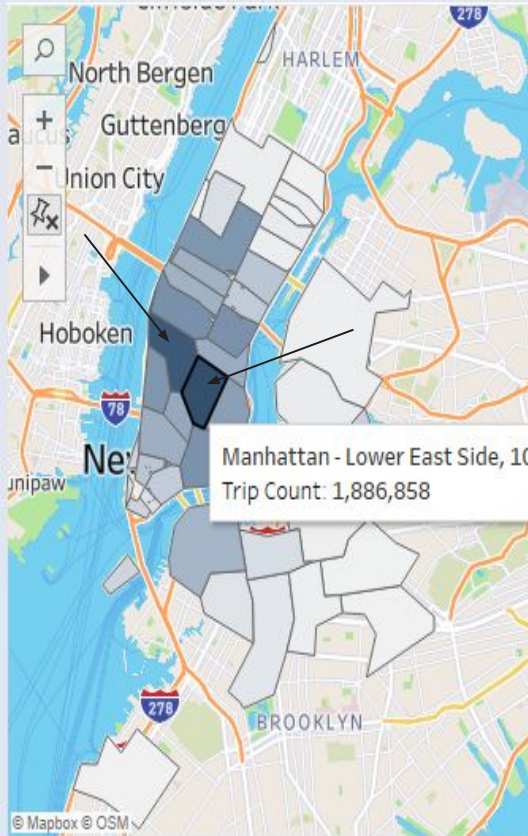 278
HARLEM
North Bergen
Guttenberg
Union City
Hoboken
78
Manhattan - Lower East Side, 10
Trip Count: 1,886,858
278
BROOKLYN
© Mapbox © OSM